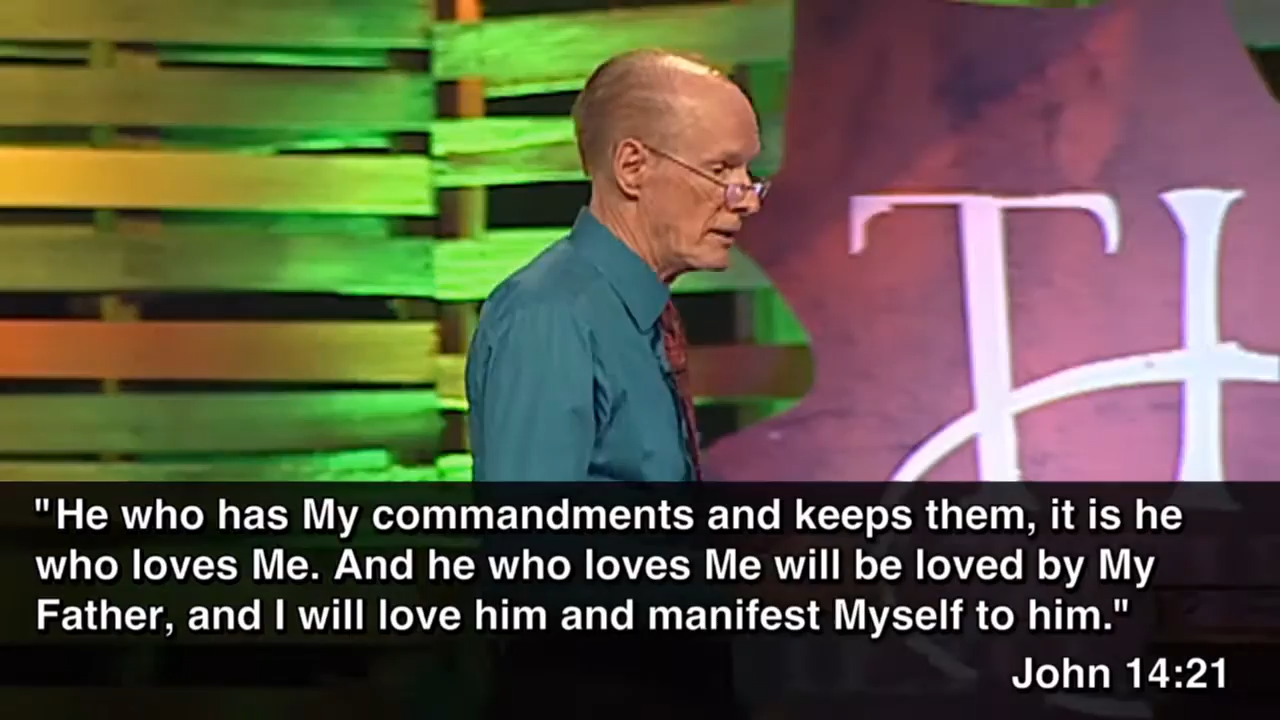 TH
"He who has My commandments and keeps them, it is he
who loves Me. And he who loves Me will be loved by My
Father, and I will love him and manifest Myself to him."
John 14:21